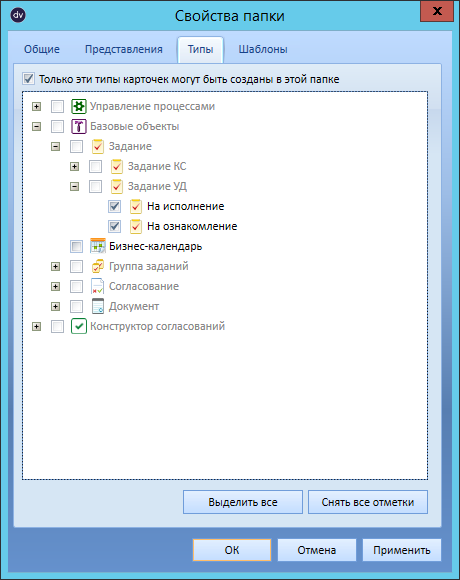 dv
Свойства папки
X
Общие Представления Типы Шаблоны
Только эти типы карточек могут быть созданы в этой папке
Управление процессами
Базовые объекты
Задание
Задание КС
Задание УД
На исполнение
На ознакомление
Бизнес-календарь
Группа заданий
Согласование
Документ
Конструктор согласований
Выделить все Снять все отметки
ОК Отмена Применить